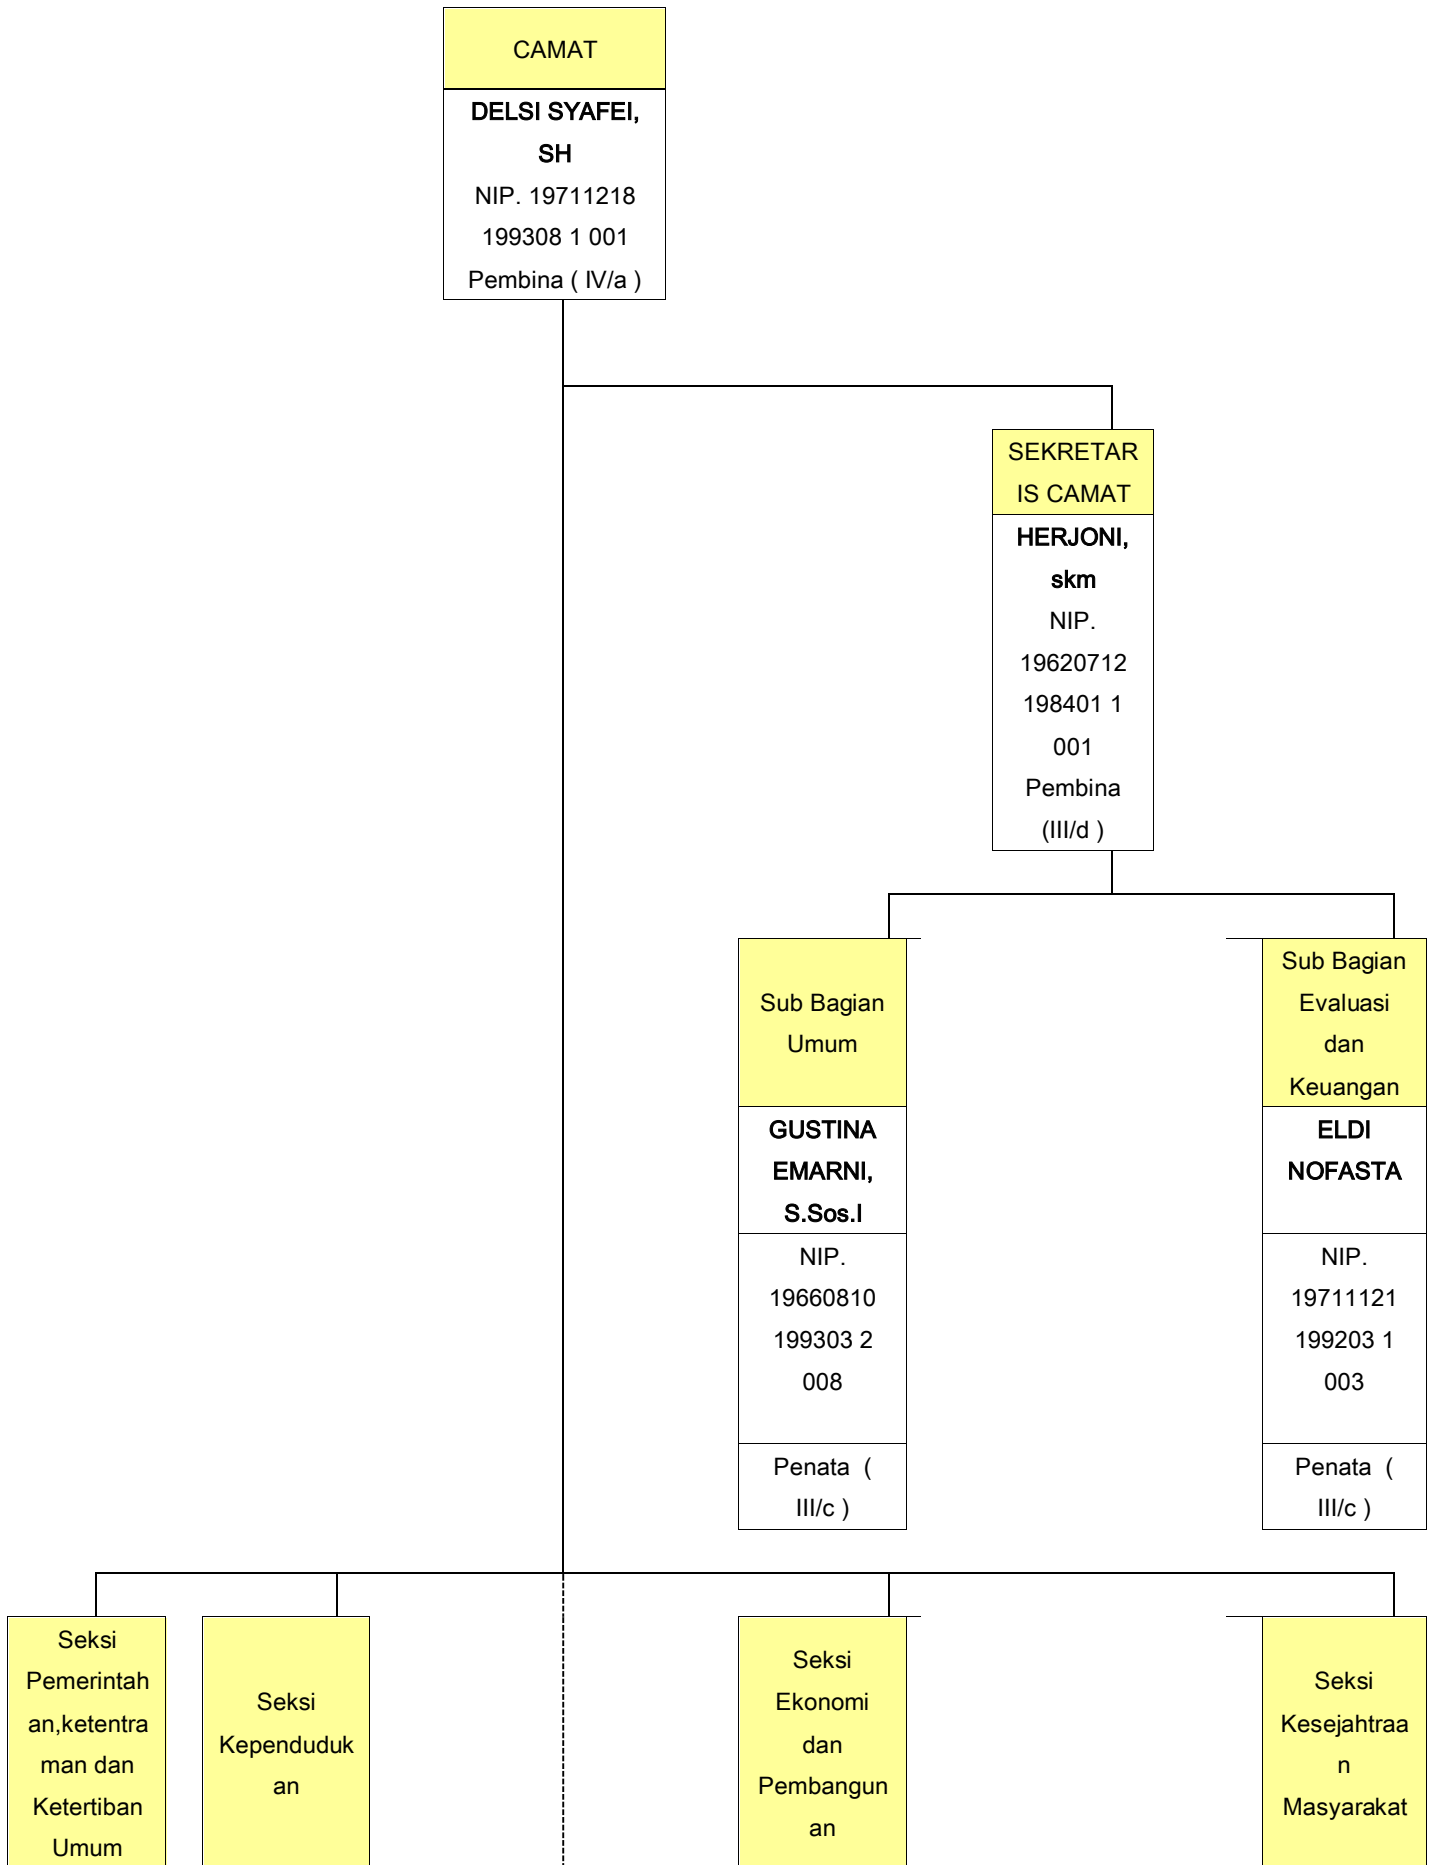 CAMAT
DELSI SYAFEI,
SH
NIP. 19711218
199308 1 001
Pembina ( IV/a )
SEKRETAR
IS CAMAT
HERJONI,
skm
NIP.
19620712
198401 1
001
Pembina
(III/d )
Sub Bagian
Umum
GUSTINA
EMARNI,
S.Sos.I
NIP.
19660810
199303 2
008
Penata  (
III/c )
Sub Bagian
Evaluasi
dan
Keuangan
ELDI
NOFASTA
NIP.
19711121
199203 1
003
Penata  (
III/c )
Seksi
Pemerintah
an,ketentra
man dan
Ketertiban
Umum
Seksi
Kependuduk
an
Seksi
Ekonomi
dan
Pembangun
an
Seksi
Kesejahtraa
n
Masyarakat